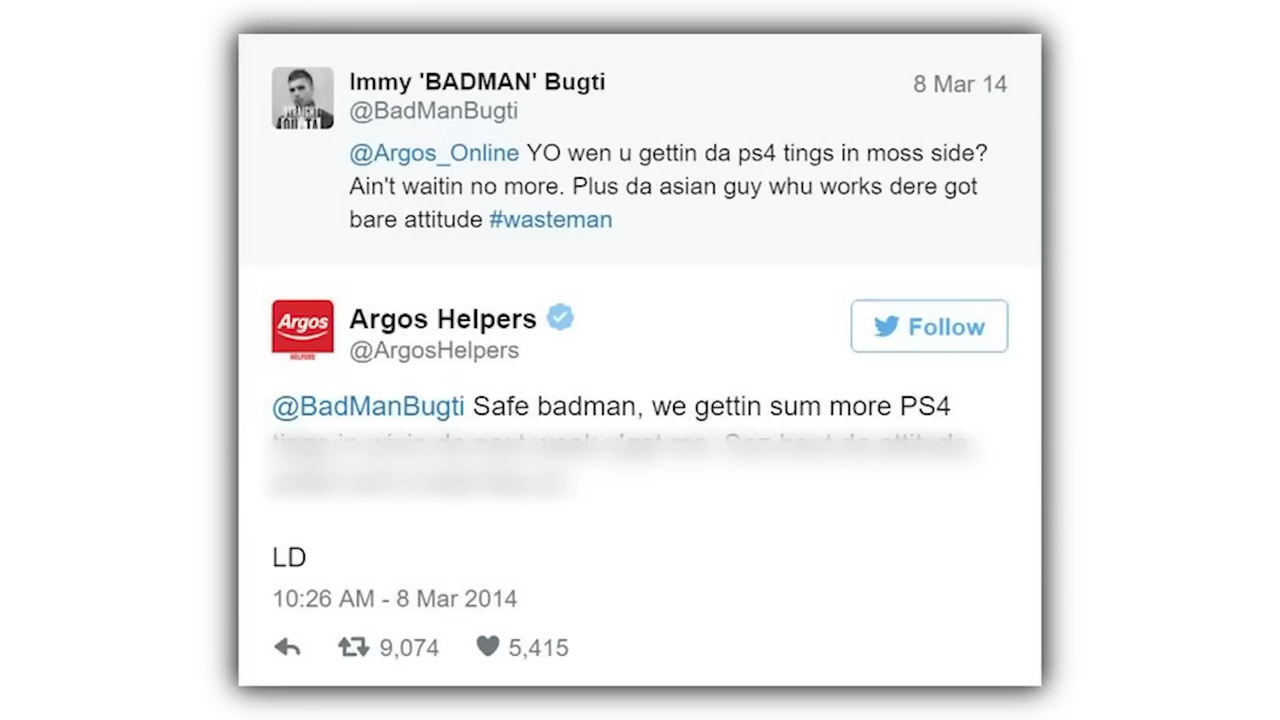 Immy 'BADMAN' Bugti
8 Mar 14
@BadManBugti
@Argos_Online YO wen u gettin da ps4 tings in moss side?
Ain't waitin no more. Plus da asian guy whu works dere got
bare attitude #wasteman
Argos
HELPERS
Argos Helpers
@ArgosHelpers
Follow
@BadManBugti Safe badman, we gettin sum more PS4
LD
10:26 AM - 8 Mar 2014
9,074
5,415